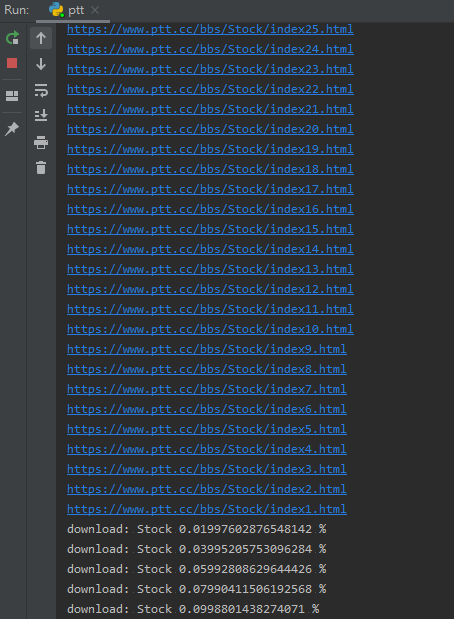 Run: ptt
https://www.ptt.cc/bbs/Stock/index25.html
https://www.ptt.cc/bbs/Stock/index24.html
https://www.ptt.cc/bbs/Stock/index23.html
https://www.ptt.cc/bbs/Stock/index22.html
https://www.ptt.cc/bbs/Stock/index21.html
https://www.ptt.cc/bbs/Stock/index20.html
https://www.ptt.cc/bbs/Stock/index19.html
https://www.ptt.cc/bbs/Stock/index18.html
https://www.ptt.cc/bbs/Stock/index17.html
https://www.ptt.cc/bbs/Stock/index16.html
https://www.ptt.cc/bbs/Stock/index15.html
https://www.ptt.cc/bbs/Stock/index14.html
https://www.ptt.cc/bbs/Stock/index13.html
https://www.ptt.cc/bbs/Stock/index12.html
https://www.ptt.cc/bbs/Stock/index11.html
https://www.ptt.cc/bbs/Stock/index10.html
https://www.ptt.cc/bbs/Stock/index9.html
https://www.ptt.cc/bbs/Stock/index8.html
https://www.ptt.cc/bbs/Stock/index7.html
https://www.ptt.cc/bbs/Stock/index6.html
https://www.ptt.cc/bbs/Stock/index5.html
https://www.ptt.cc/bbs/Stock/index4.html
https://www.ptt.cc/bbs/Stock/index3.html
https://www.ptt.cc/bbs/Stock/index2.html
https://www.ptt.cc/bbs/Stock/index1.html
download: Stock 0.01997602876548142 %
download: Stock 0.03995205753096284 %
download: Stock 0.05992808629644426 %
download: Stock 0.07990411506192568 %
download: Stock 0.0998801438274071 %